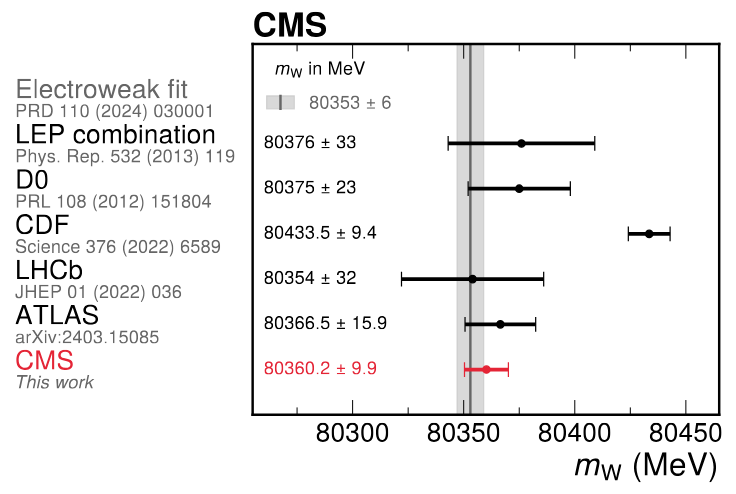 CMS
Electroweak fit
PRD 110 (2024) 030001
LEP combination
Phys. Rep. 532 (2013) 119
D0
PRL 108 (2012) 151804
CDF
Science 376 (2022) 6589
LHCb
JHEP 01 (2022) 036
ATLAS
arXiv:2403.15085
CMS
This work
mW in MeV
80353 ± 6
80376 ± 33
80375 ± 23
80433.5 ± 9.4
80354 ± 32
80366.5 ± 15.9
80360.2 ± 9.9
80300 80350 80400 80450
mW (MeV)